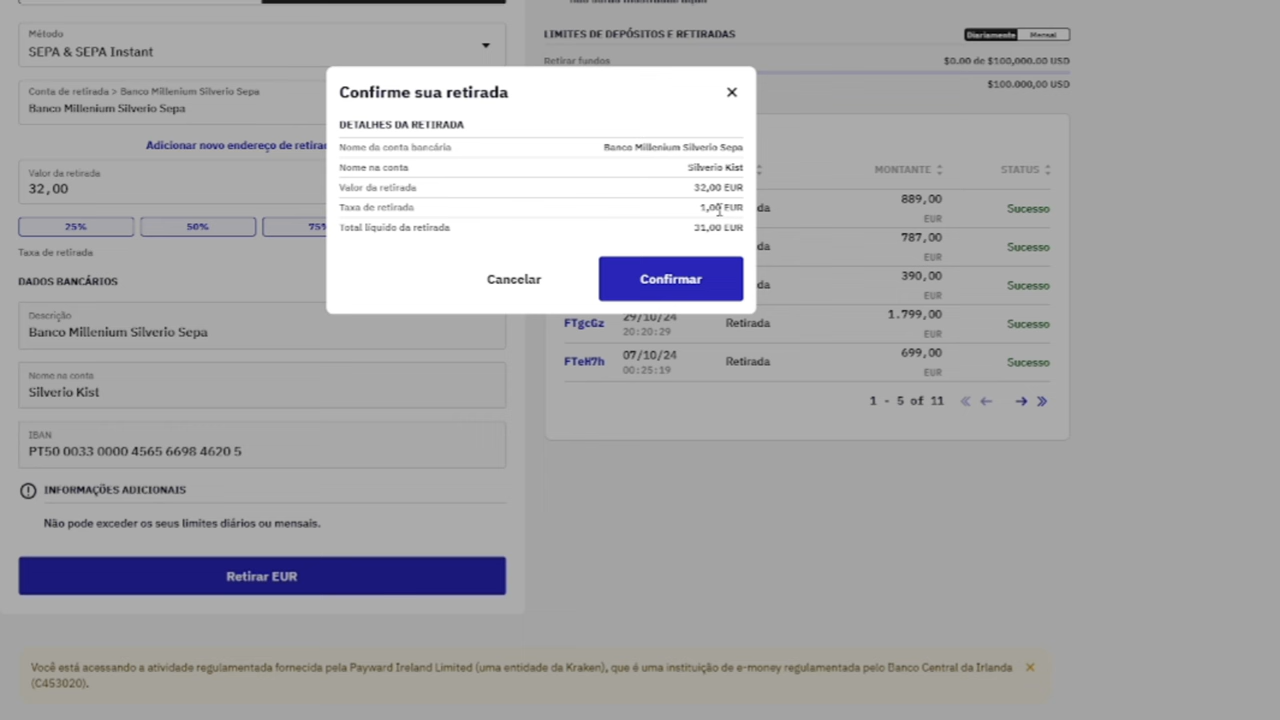 Método
SEPA & SEPA Instant
Conta de retirada > Banco Millenium Silverio Sepa
Banco Millenium Silverio Sepa
Adicionar novo endereço de
Valor da retirada
32,00
25%
50%
Taxa de retirada
DADOS BANCÁRIOS
Descrição
Banco Millenium Silverio Sepa
Nome na conta
Silverio Kist
IBAN
PT50 0033 0000 4565 6698 4620 5
INFORMAÇÕES ADICIONAIS
Não pode exceder os seus limites diários ou mensais.
Retirar EUR
Confirme sua retirada
DETALHES DA RETIRADA
Nome da conta bancária Banco Millenium Silverio Sepa
Nome na conta Silverio Kist
Valor da retirada 32,00 EUR
Taxa de retirada 1,00 EUR
Total líquido da retirada 31,00 EUR
Cancelar
Confirmar
LIMITES DE DEPÓSITOS E RETIRADAS
Diariamente Mensal
Retirar fundos $0.00 de $100,000.00 USD
$100.000,00 USD
MONTANTE STATUS
889,00
EUR
Sucesso
787,00
EUR
Sucesso
390,00
EUR
Sucesso
FTgcGz 29/10/24 Retirada 1.799,00 Sucesso
20:20:29 EUR
FTeH7h 07/10/24 Retirada 699,00 Sucesso
00:25:19 EUR
1 - 5 of 11
Você está acessando a atividade regulamentada fornecida pela Payward Ireland Limited (uma entidade da Kraken), que é uma instituição de e-money regulamentada pelo Banco Central da Irlanda
(C453020).